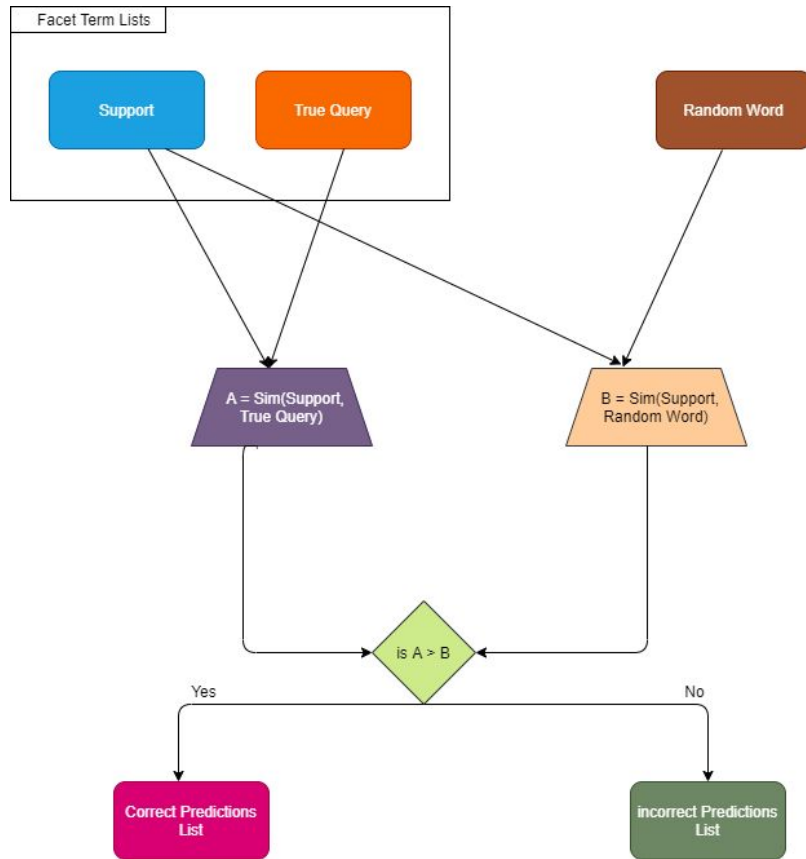 Facet Term Lists
Support
True Query
Random Word
A = Sim(Support,
True Query)
B = Sim(Support,
Random Word)
is A > B
Yes
No
Correct Predictions
List
incorrect Predictions
List